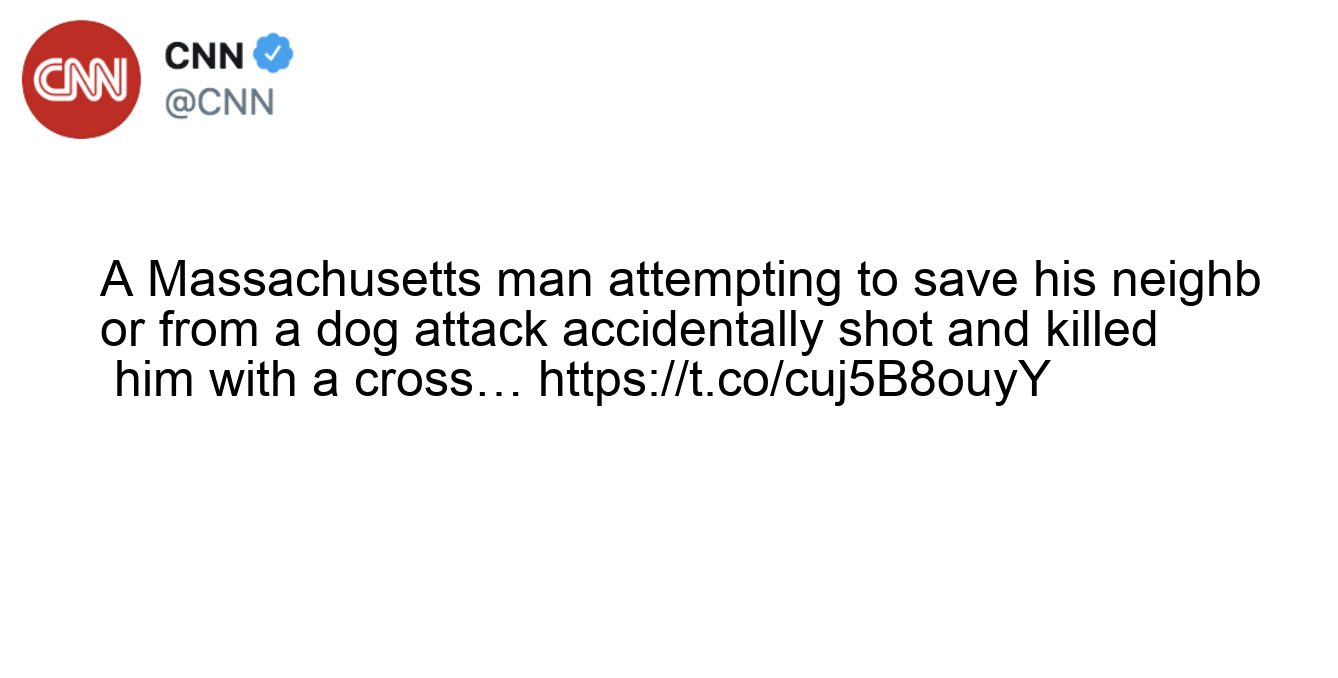 CNN
CNN
@CNN
A Massachusetts man attempting to save his neighb
or from a dog attack accidentally shot and killed
him with a cross… https://t.co/cuj5B8ouyY